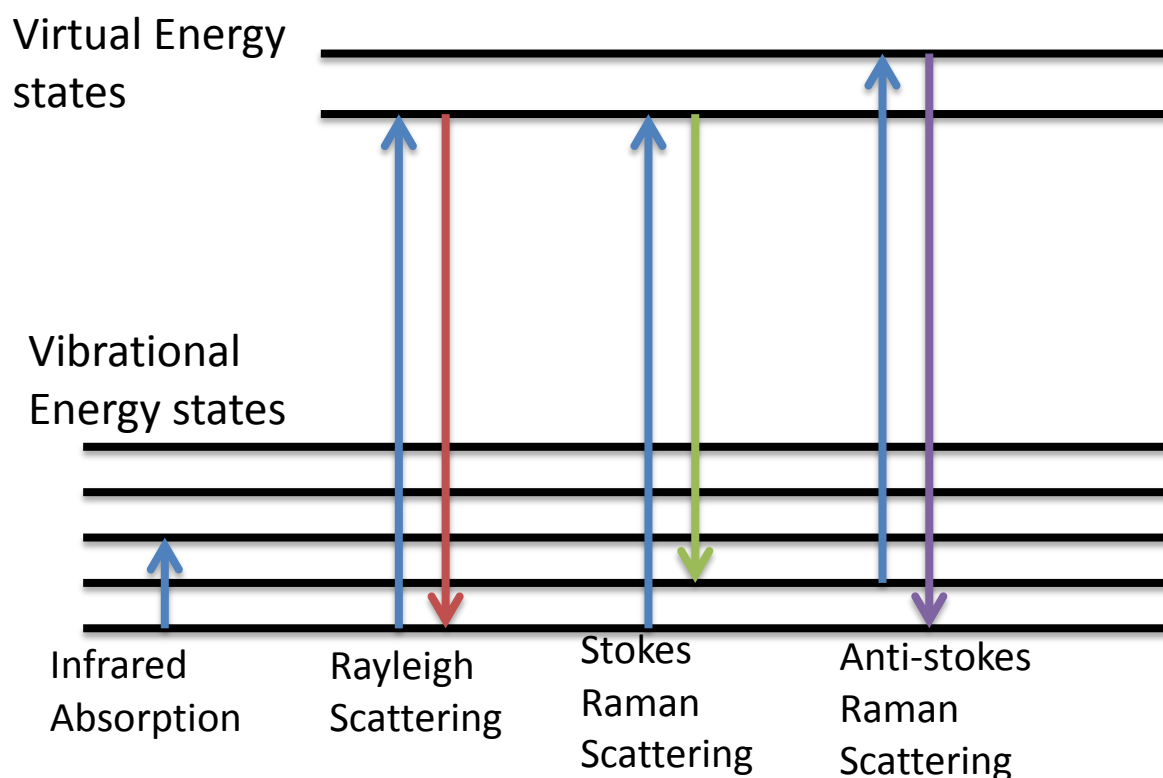 Virtual Energy
states
Vibrational
Energy states
Infrared
Absorption
Rayleigh
Scattering
Stokes
Raman
Scattering
Anti-stokes
Raman
Scattering